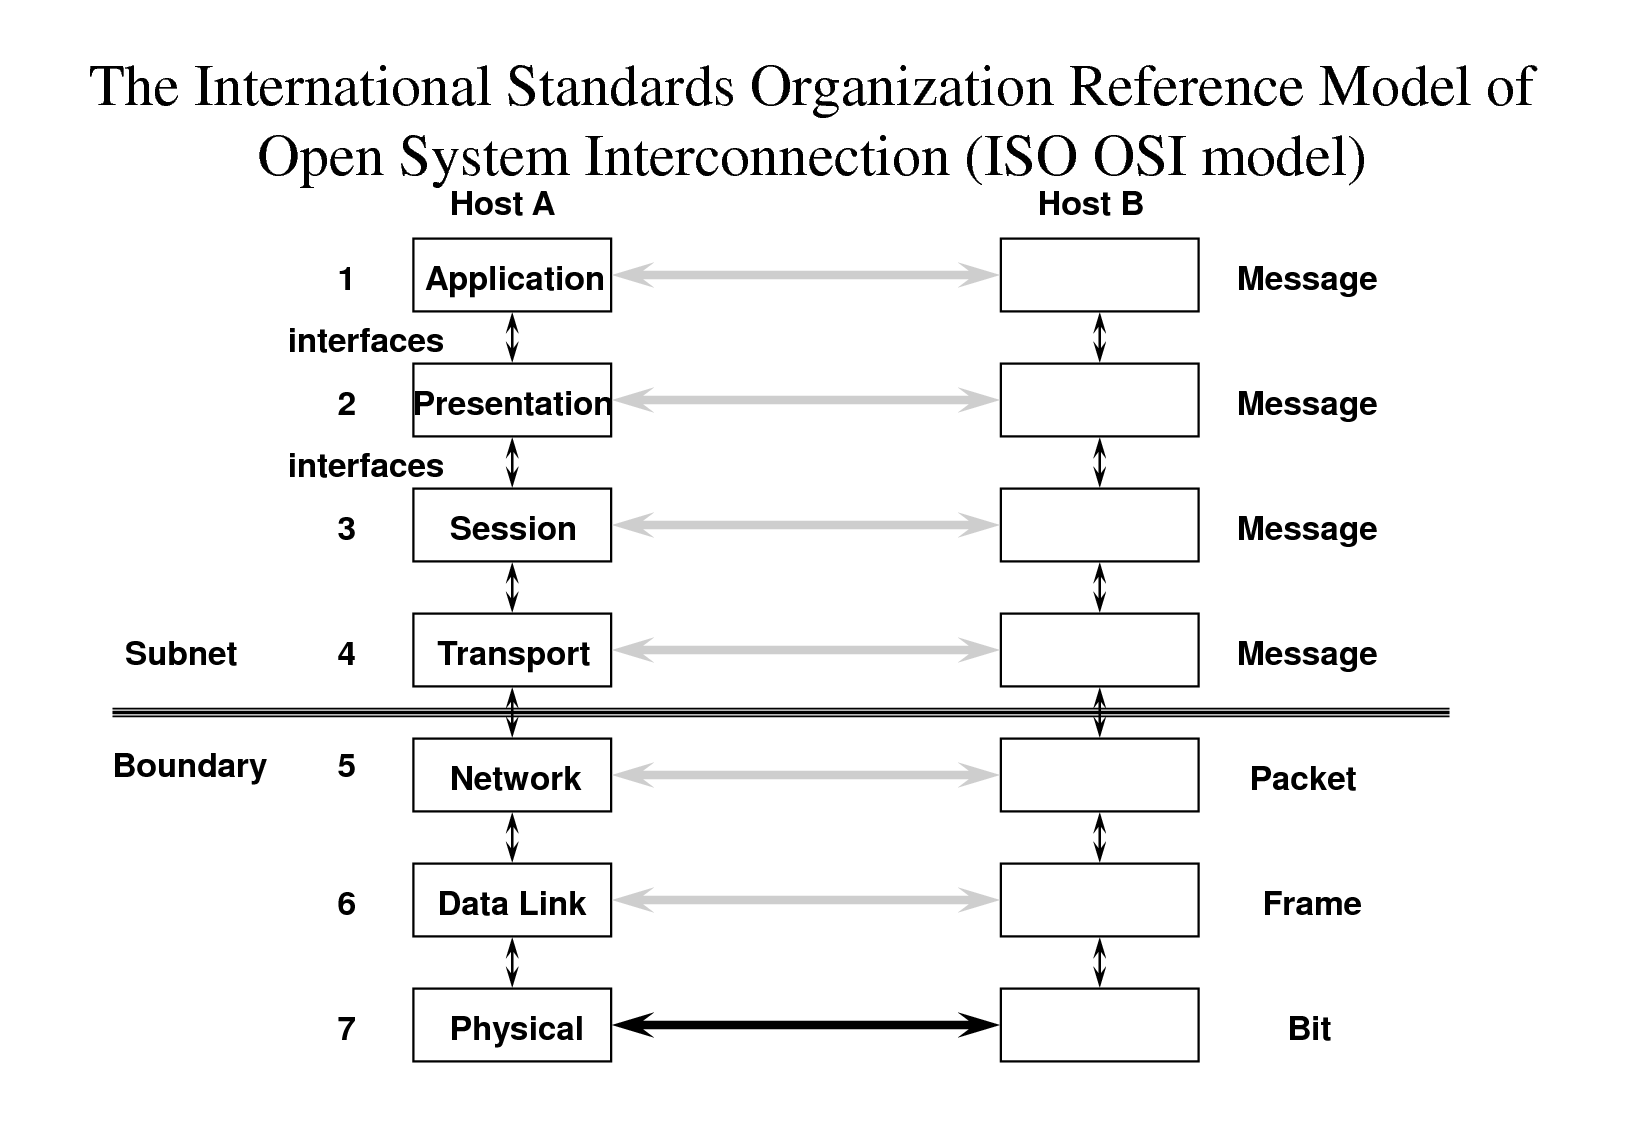 The International Standards Organization Reference Model of
Open System Interconnection (ISO OSI model)
Host A Host B
1 Application Message
interfaces
2 Presentation Message
interfaces
3 Session Message
Subnet 4 Transport Message
Boundary 5 Network Packet
6 Data Link Frame
7 Physical Bit